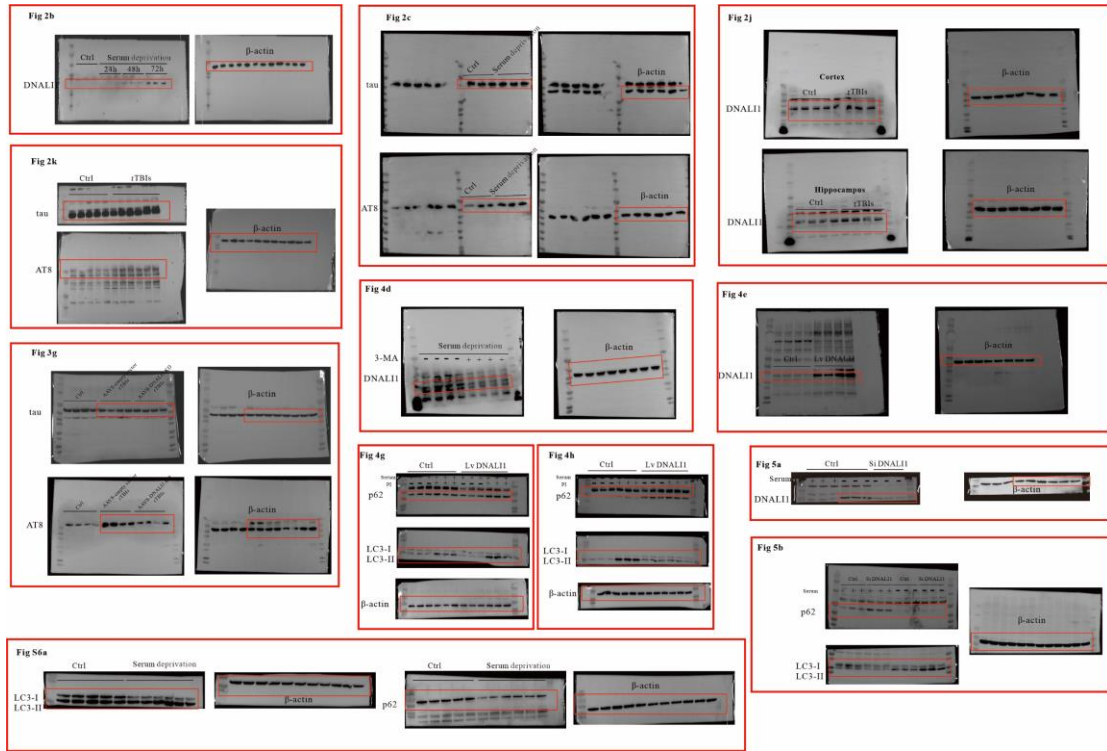 Fig 2b
Ctrl Serum deprivation
24h 48h 72h
DNALI1
β-actin
Fig 2c
Ctrl Serum deprivation
tau
β-actin
Ctrl Serum deprivation
AT8
β-actin
Fig 2j
Cortex
Ctrl rTBIs
DNALI1
β-actin
Hippocampus
Ctrl rTBIs
DNALI1
β-actin
Fig 2k
Ctrl rTBIs
tau
AT8
β-actin
Fig 3g
tau
β-actin
Ctrl
AT8
β-actin
Fig 4d
Serum deprivation
3-MA - - - - + + + +
DNALI1
β-actin
Fig 4e
Ctrl Lv DNALI1
DNALI1
β-actin
Fig 4g
Ctrl Lv DNALI1
Serum
PI
p62
LC3-I
LC3-II
β-actin
Fig 4h
Ctrl Lv DNALI1
Serum
PI
p62
LC3-I
LC3-II
β-actin
Fig 5a
Ctrl Si DNALI1
Serum
DNALI1
β-actin
Fig 5b
Ctrl Si DNALI1 Ctrl Si DNALI1
Serum
p62
LC3-I
LC3-II
β-actin
Fig S6a
Ctrl Serum deprivation
LC3-I
LC3-II
β-actin
Ctrl Serum deprivation
p62
β-actin